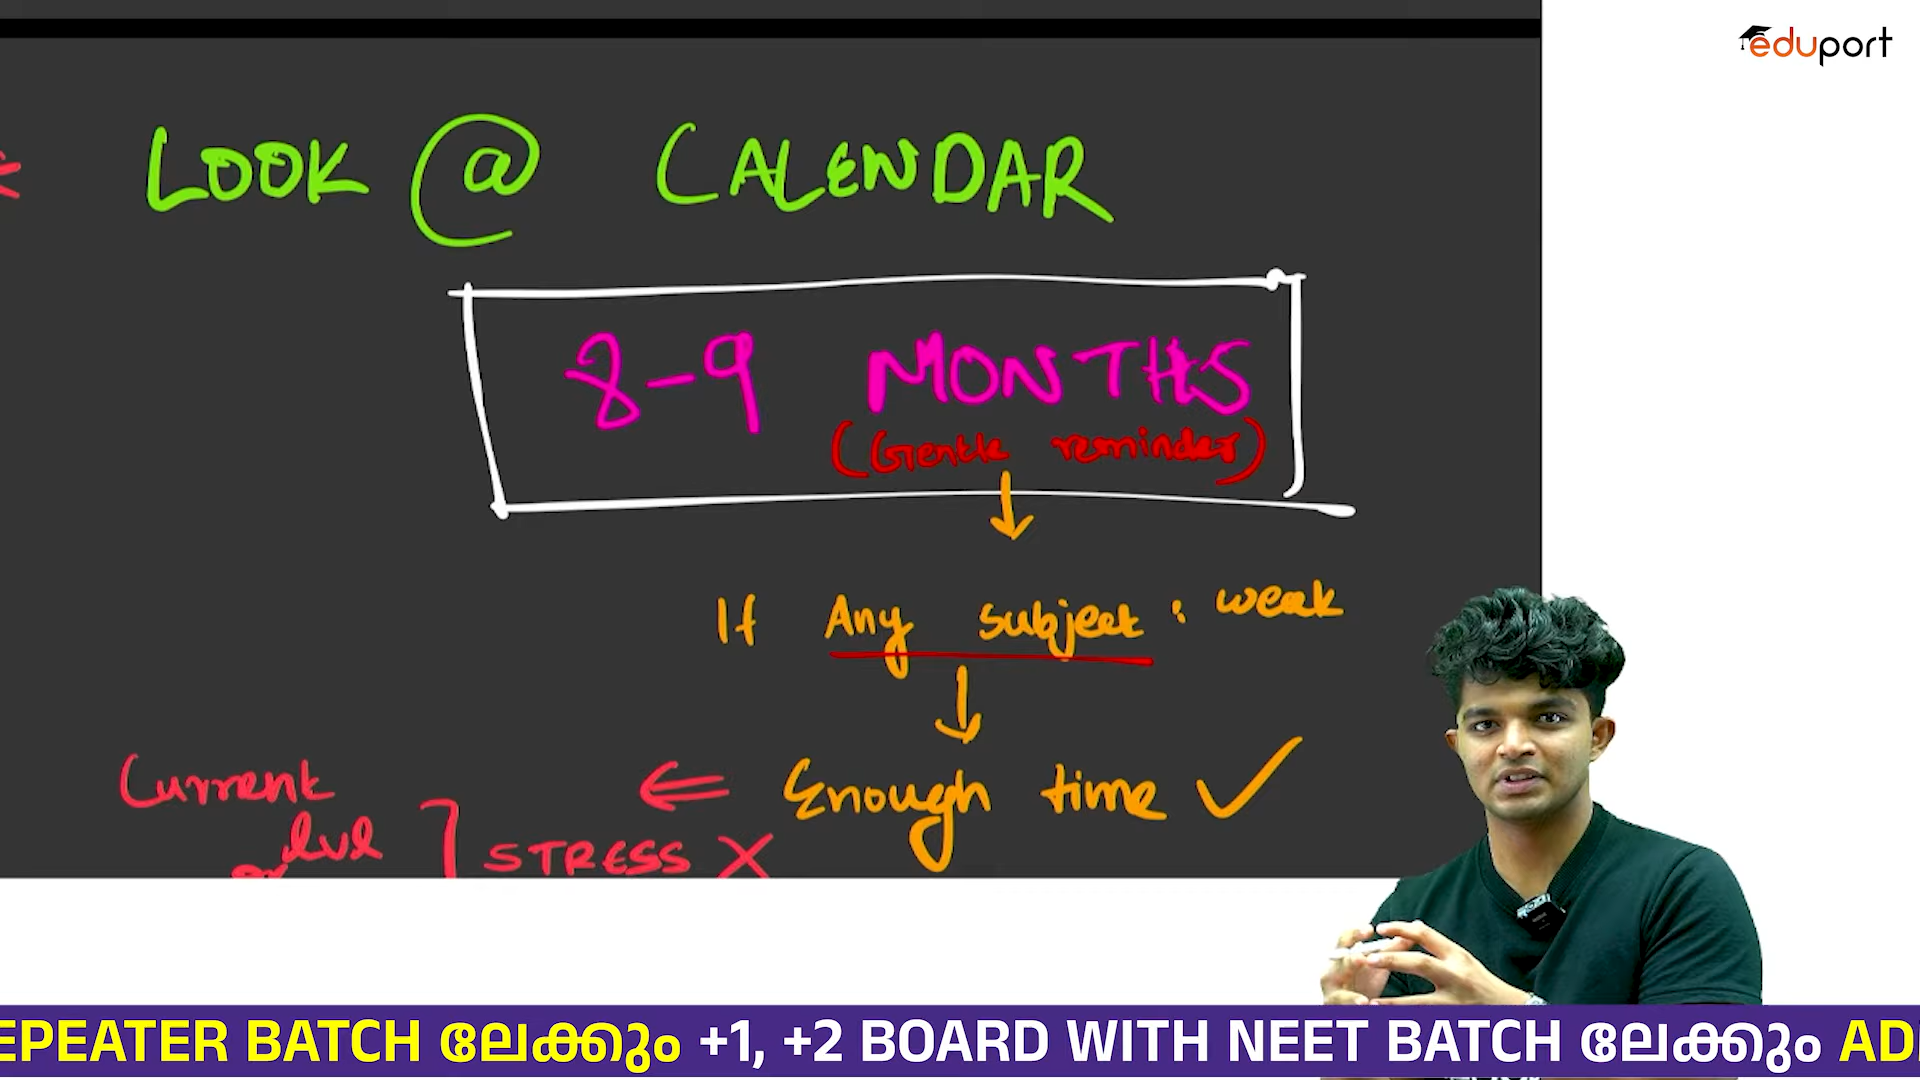 eduport
LOOK @ CALENDAR
8-9 MONTHS
(Gentle reminder)
If Any subject : weak
Enough time ✓
Current
lvl
STRESS X
EPEATER BATCH ലേക്കും +1, +2 BOARD WITH NEET BATCH ലേക്കും AD